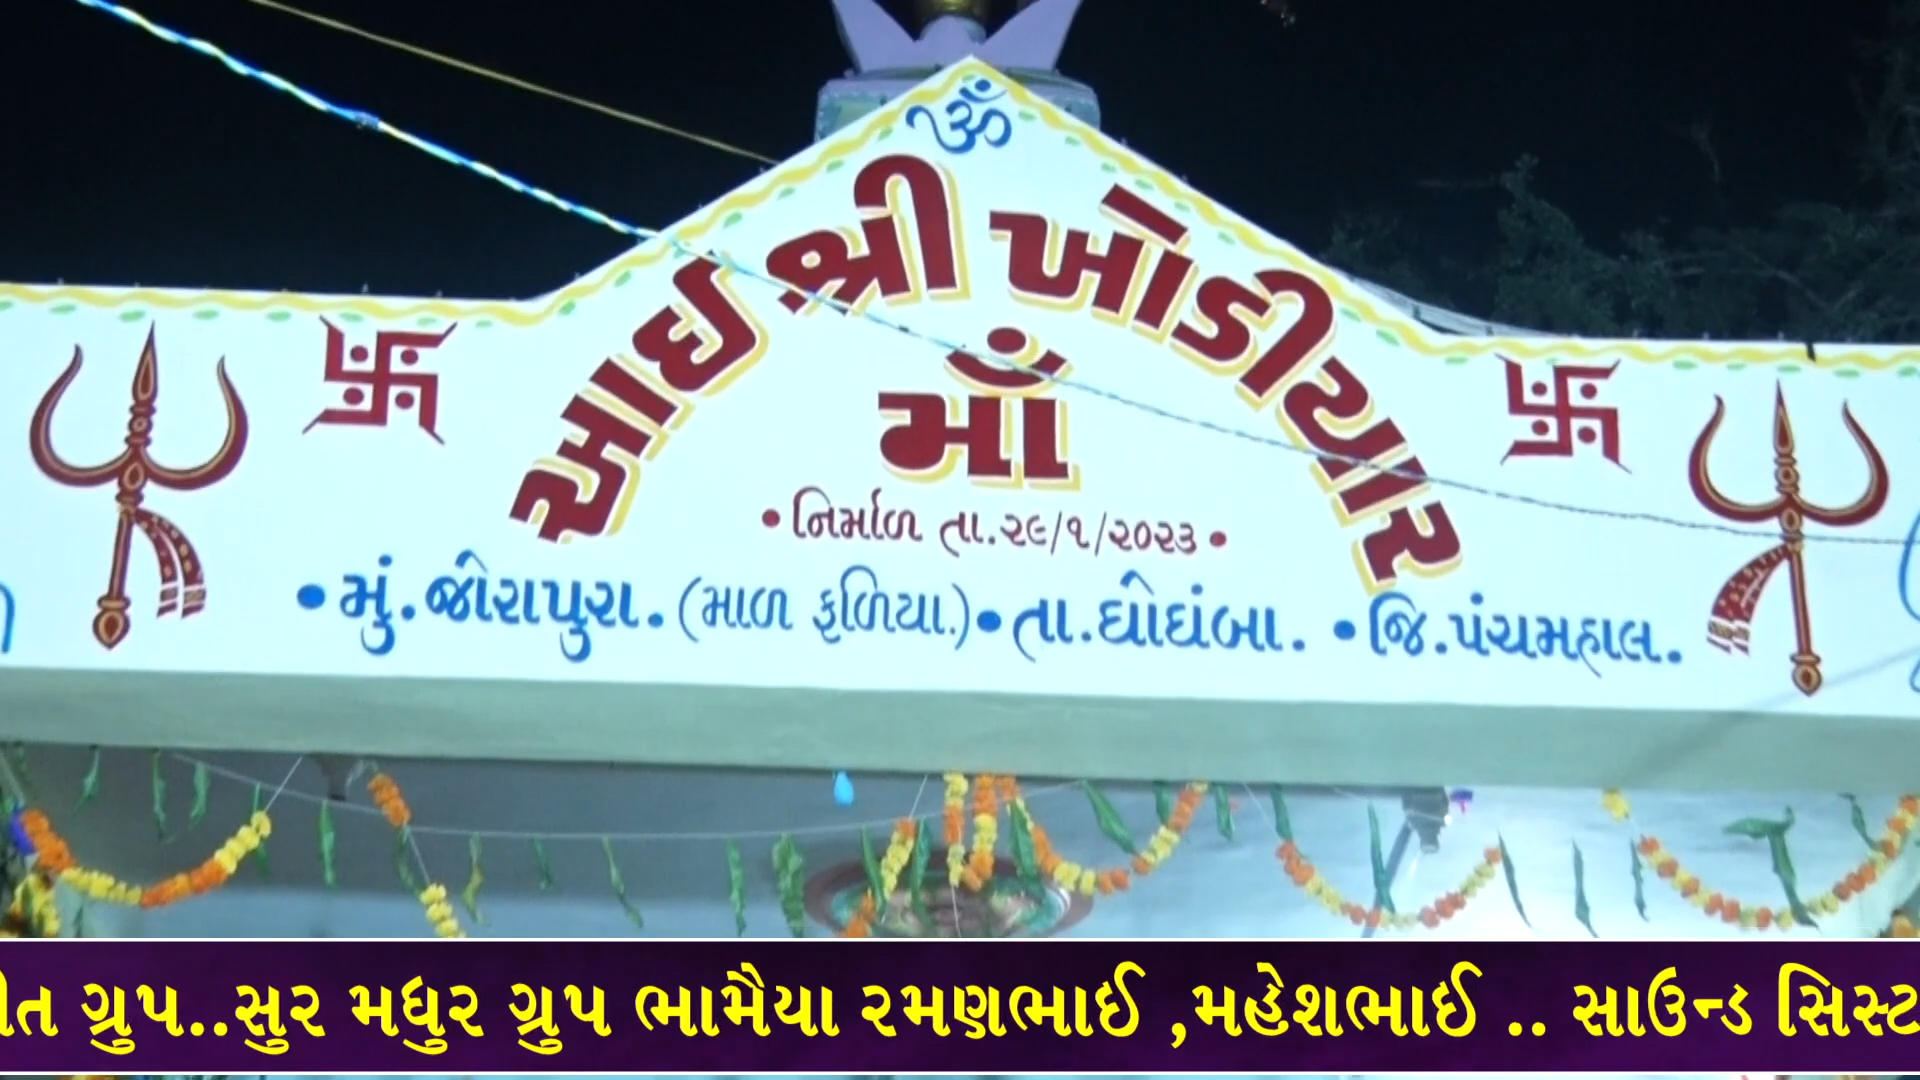 ૐ
આઇ શ્રી ખોડીયાર
માઁ
• નિર્માળ તા.૨૯/૧/૨૦૨૩ •
• મું.જોરાપુરા. (માળ ફળિયા.) • તા.ઘોઘંબા. • જિ.પંચમહાલ.
ગ્રુપ..સુર મધુર ગ્રુપ ભામૈયા રમણભાઈ ,મહેશભાઈ .. સાઉન્ડ